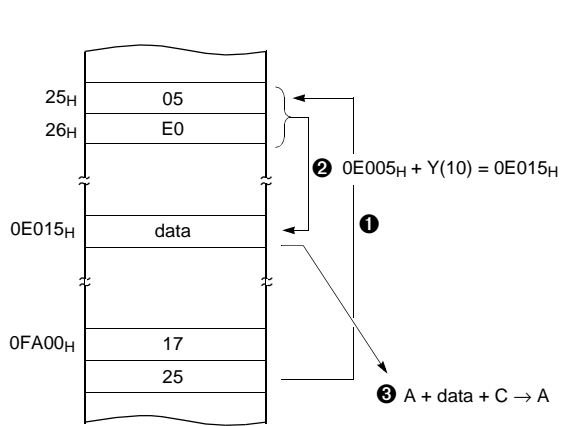 25H
05
26H
E0
❷ 0E005H + Y(10) = 0E015H
0E015H
data
❶
0FA00H
17
25
❸ A + data + C → A